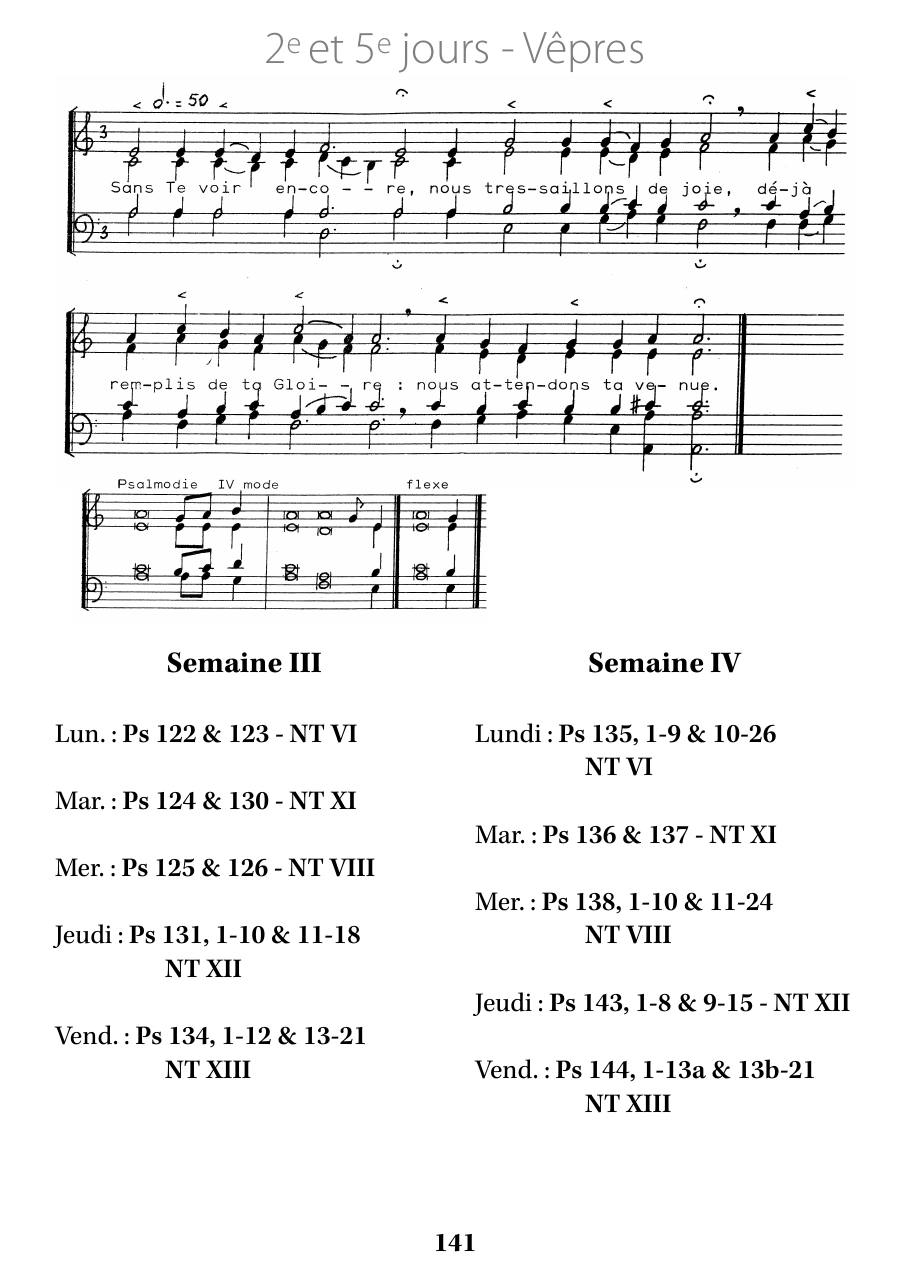 2e et 5e jours - Vêpres
𝅗𝅥. = 50
3
Sans Te voir en-co - - re, nous tres-saillons de joie, dé-jà
3
rem-plis de ta Gloi- - re : nous at-ten-dons ta ve- nue.
Psalmodie IV mode flexe
Semaine III
Lun. : Ps 122 & 123 - NT VI
Mar. : Ps 124 & 130 - NT XI
Mer. : Ps 125 & 126 - NT VIII
Jeudi : Ps 131, 1-10 & 11-18
NT XII
Vend. : Ps 134, 1-12 & 13-21
NT XIII
Semaine IV
Lundi : Ps 135, 1-9 & 10-26
NT VI
Mar. : Ps 136 & 137 - NT XI
Mer. : Ps 138, 1-10 & 11-24
NT VIII
Jeudi : Ps 143, 1-8 & 9-15 - NT XII
Vend. : Ps 144, 1-13a & 13b-21
NT XIII
141